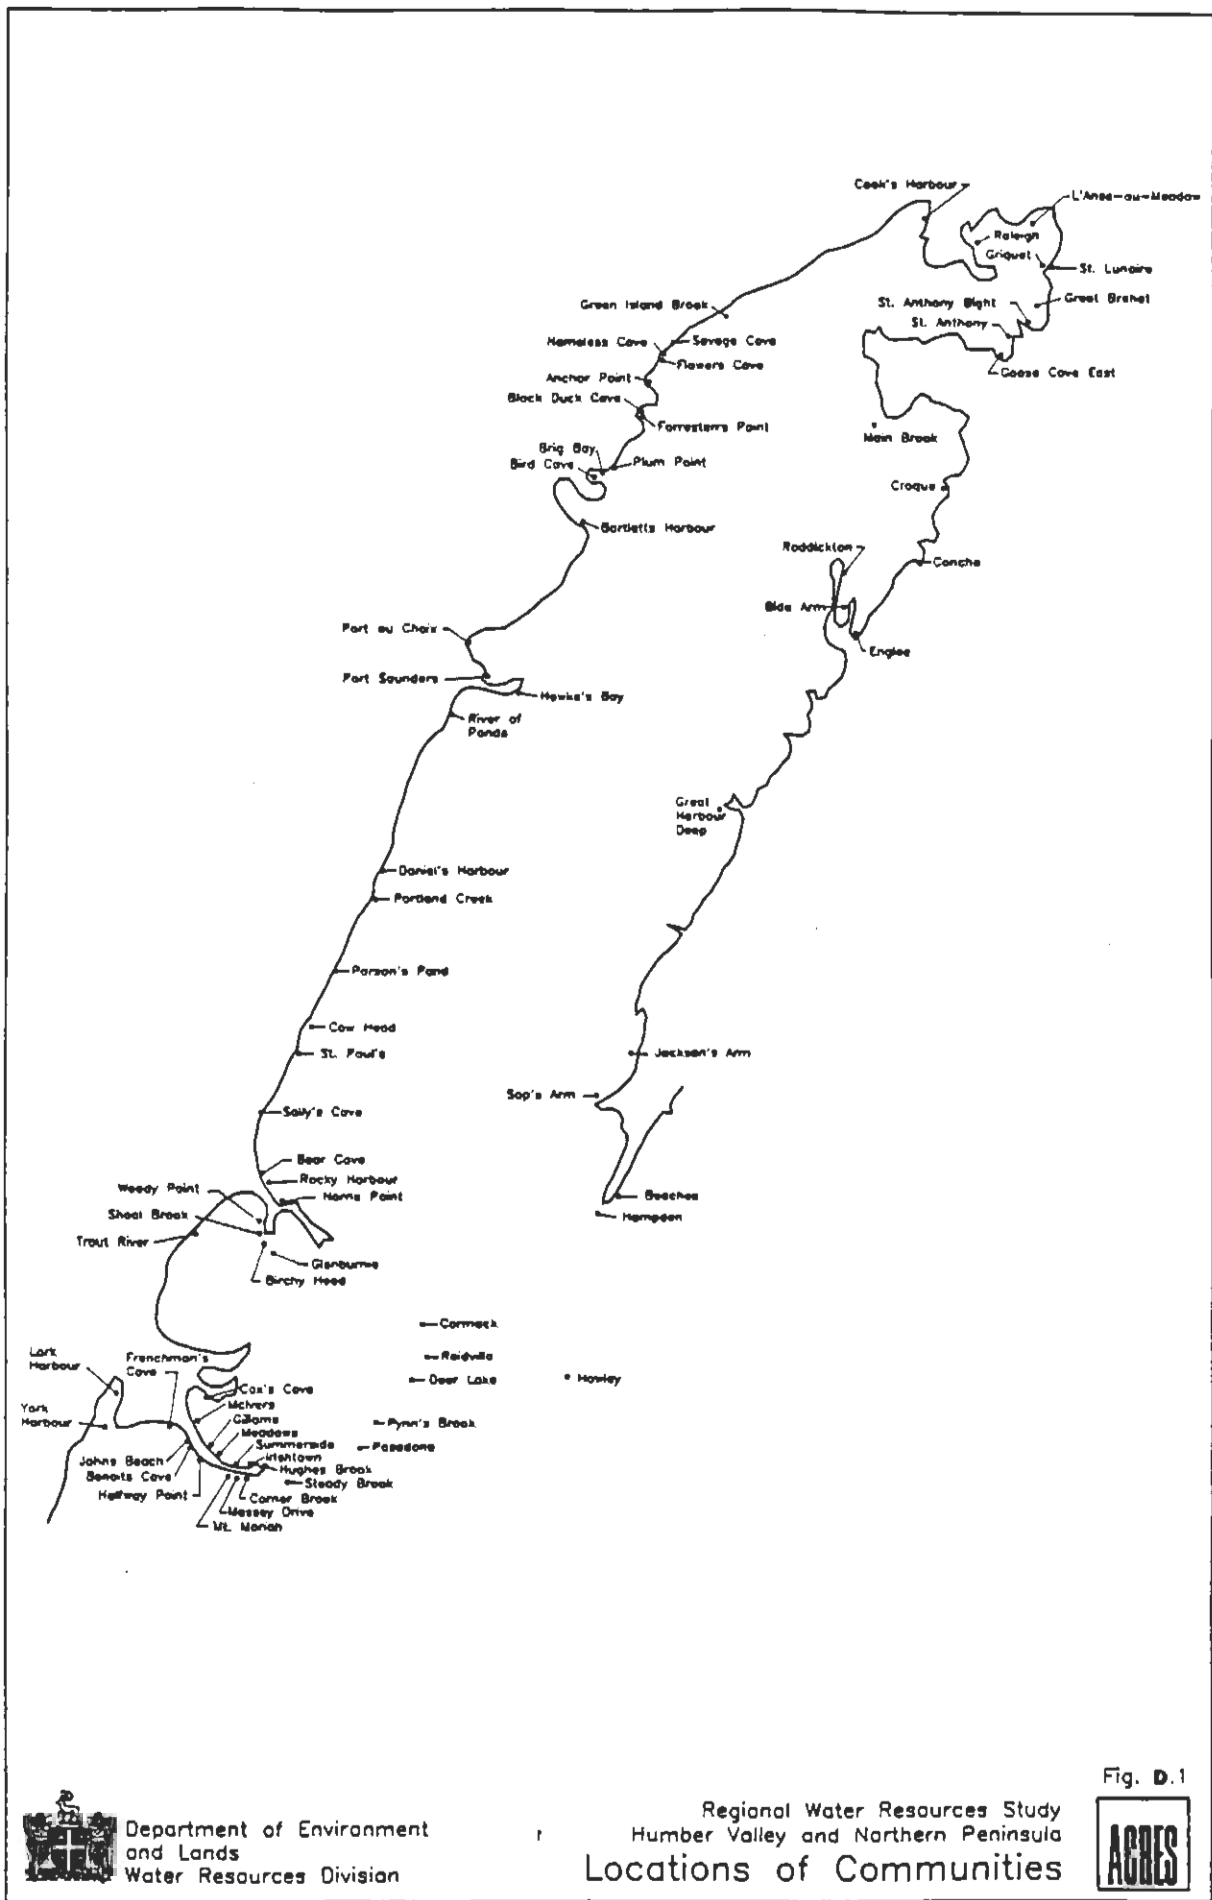 Cook's Harbour
L'Anse-au-Meadow
Raleigh
Griquet
St. Lunaire
Great Brehat
St. Anthony Bight
St. Anthony
Goose Cove East
Green Island Brook
Nameless Cove
Savage Cove
Flowers Cove
Anchor Point
Black Duck Cove
Forresters Point
Main Brook
Brig Bay
Bird Cove
Plum Point
Croque
Bartletts Harbour
Roddickton
Conche
Bide Arm
Englee
Port au Choix
Port Saunders
Hawke's Bay
River of
Ponds
Great
Harbour
Deep
Daniel's Harbour
Portland Creek
Parson's Pond
Cow Head
St. Paul's
Jackson's Arm
Sop's Arm
Sally's Cove
Bear Cove
Rocky Harbour
Norris Point
Woody Point
Shoal Brook
Trout River
Beaches
Hampden
Glenburnie
Birchy Head
Cormack
Lark
Harbour
Frenchman's
Cove
Reidville
Deer Lake
Howley
Cox's Cove
McIvers
York
Harbour
Gillams
Meadows
Pynn's Brook
Summerside
Pasadena
Irishtown
Johns Beach
Hughes Brook
Benoits Cove
Steady Brook
Halfway Point
Corner Brook
Massey Drive
Mt. Moriah
Fig. D.1
Department of Environment
and Lands
Water Resources Division
Regional Water Resources Study
Humber Valley and Northern Peninsula
Locations of Communities
ACRES